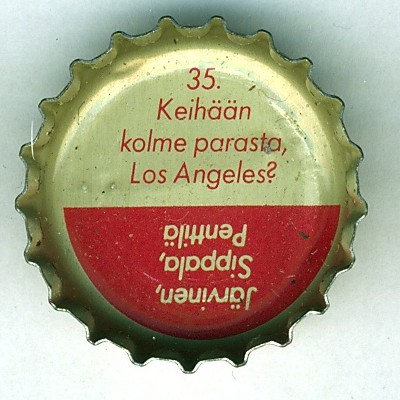 35.
Keihään
kolme parasta,
Los Angeles?
Järvinen,
Sippala,
Penttilä